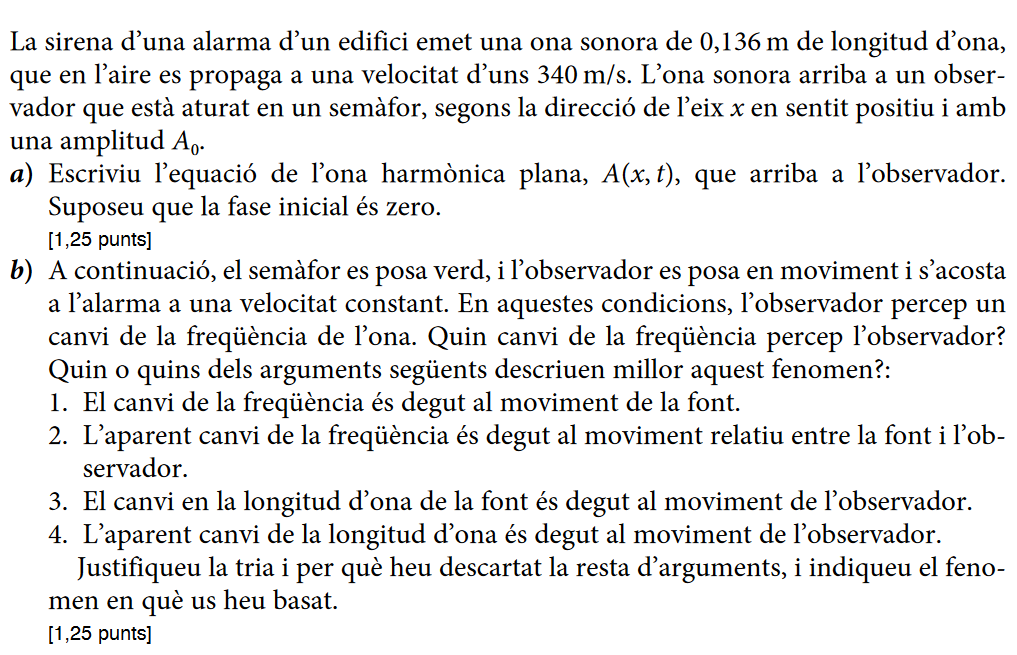 La sirena d’una alarma d’un edifici emet una ona sonora de 0,136 m de longitud d’ona,
que en l’aire es propaga a una velocitat d’uns 340 m/s. L’ona sonora arriba a un obser-
vador que està aturat en un semàfor, segons la direcció de l’eix x en sentit positiu i amb
una amplitud A₀.
a) Escriviu l’equació de l’ona harmònica plana, A(x, t), que arriba a l’observador.
Suposeu que la fase inicial és zero.
[1,25 punts]
b) A continuació, el semàfor es posa verd, i l’observador es posa en moviment i s’acosta
a l’alarma a una velocitat constant. En aquestes condicions, l’observador percep un
canvi de la freqüència de l’ona. Quin canvi de la freqüència percep l’observador?
Quin o quins dels arguments següents descriuen millor aquest fenomen?:
1. El canvi de la freqüència és degut al moviment de la font.
2. L’aparent canvi de la freqüència és degut al moviment relatiu entre la font i l’ob-
servador.
3. El canvi en la longitud d’ona de la font és degut al moviment de l’observador.
4. L’aparent canvi de la longitud d’ona és degut al moviment de l’observador.
Justifiqueu la tria i per què heu descartat la resta d’arguments, i indiqueu el feno-
men en què us heu basat.
[1,25 punts]